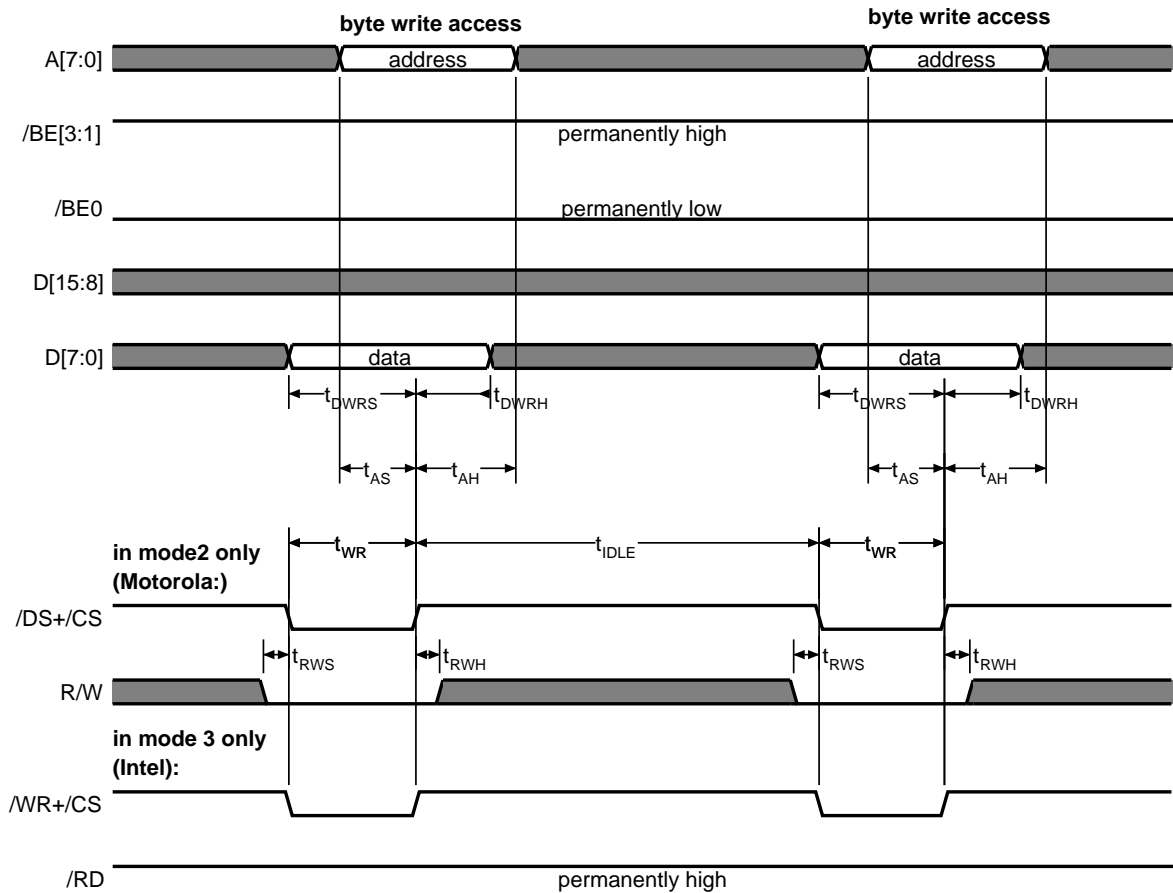 byte write access
byte write access
A[7:0]
address
address
/BE[3:1]
permanently high
/BE0
permanently low
D[15:8]
D[7:0]
data
data
tDWRS
tDWRH
tDWRS
tDWRH
tAS
tAH
tAS
tAH
in mode2 only
(Motorola:)
tWR
tIDLE
tWR
/DS+/CS
tRWS
tRWH
tRWS
tRWH
R/W
in mode 3 only
(Intel):
/WR+/CS
/RD
permanently high